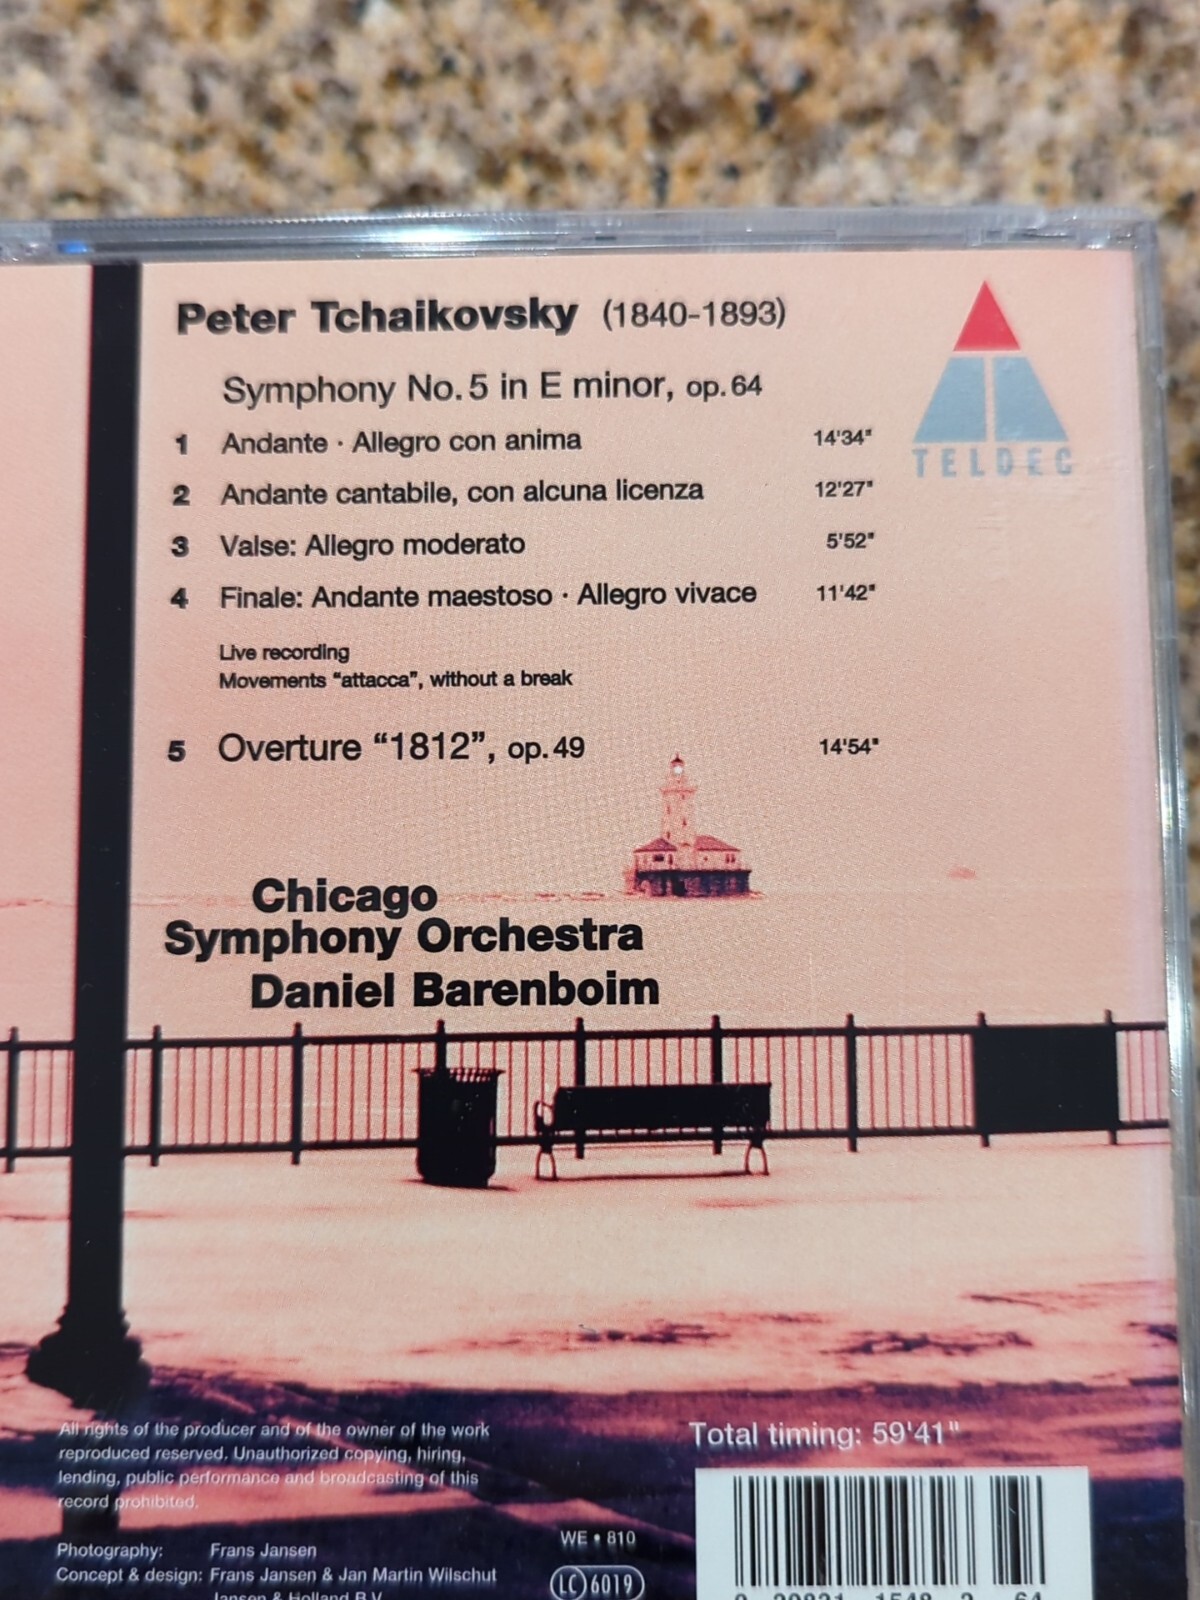 Peter Tchaikovsky (1840-1893)
TELDEC
Symphony No. 5 in E minor, op. 64
1 Andante · Allegro con anima 14'34"
2 Andante cantabile, con alcuna licenza 12'27"
3 Valse: Allegro moderato 5'52"
4 Finale: Andante maestoso · Allegro vivace 11'42"
Live recording
Movements “attacca”, without a break
5 Overture “1812”, op. 49 14'54"
Chicago
Symphony Orchestra
Daniel Barenboim
All rights of the producer and of the owner of the work
reproduced reserved. Unauthorized copying, hiring,
lending, public performance and broadcasting of this
record prohibited.
Total timing: 59'41"
Photography: Frans Jansen
Concept & design: Frans Jansen & Jan Martin Wilschut
Jansen & Holland B.V.
WE • 810
LC 6019